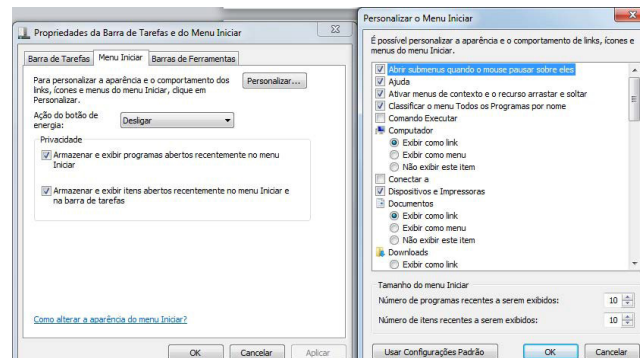 Propriedades da Barra de Tarefas e do Menu Iniciar
Barra de Tarefas Menu Iniciar Barras de Ferramentas
Para personalizar a aparência e o comportamento dos
links, ícones e menus do menu Iniciar, clique em
Personalizar.
Personalizar...
Ação do botão de
energia:
Desligar
Privacidade
Armazenar e exibir programas abertos recentemente no menu
Iniciar
Armazenar e exibir itens abertos recentemente no menu Iniciar e
na barra de tarefas
Como alterar a aparência do menu Iniciar?
OK Cancelar Aplicar
Personalizar o Menu Iniciar
É possível personalizar a aparência e o comportamento de links, ícones e
menus do menu Iniciar.
Abrir submenus quando o mouse pausar sobre eles
Ajuda
Ativar menus de contexto e o recurso arrastar e soltar
Classificar o menu Todos os Programas por nome
Comando Executar
Computador
Exibir como link
Exibir como menu
Não exibir este item
Conectar a
Dispositivos e Impressoras
Documentos
Exibir como link
Exibir como menu
Não exibir este item
Downloads
Exibir como link
Tamanho do menu Iniciar
Número de programas recentes a serem exibidos: 10
Número de itens recentes a serem exibidos: 10
Usar Configurações Padrão OK Cancelar